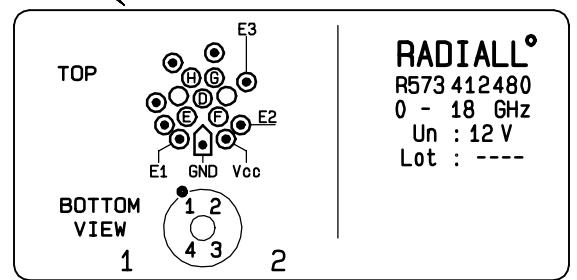 E3
TOP
H G
D
E F
E2
E1 GND Vcc
BOTTOM
VIEW
1 2
4 3
1 2
RADIALL°
R573 412480
0 - 18 GHz
Un : 12 V
Lot : ----